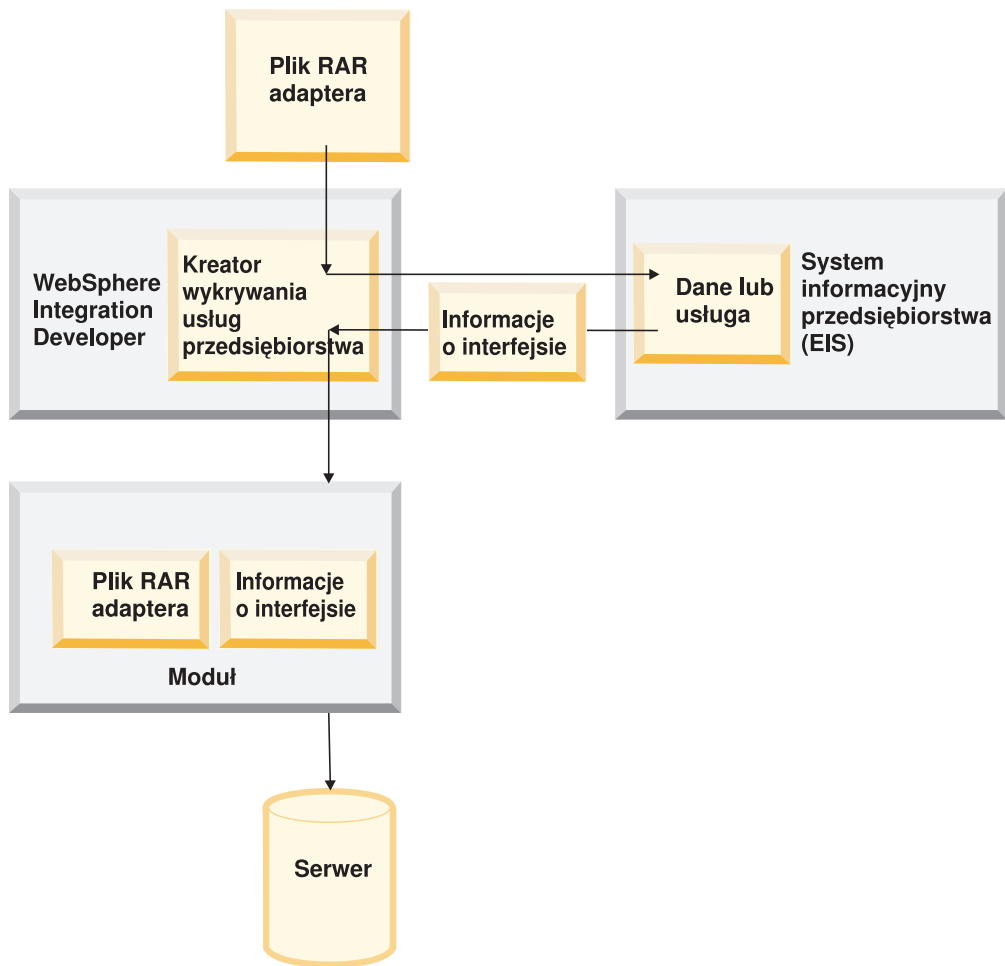 Plik RAR
adaptera
WebSphere
Integration
Developer
Kreator
wykrywania
usług
przedsiębiorstwa
Informacje
o interfejsie
Dane lub
usługa
System
informacyjny
przedsiębiorstwa
(EIS)
Plik RAR
adaptera
Informacje
o interfejsie
Moduł
Serwer